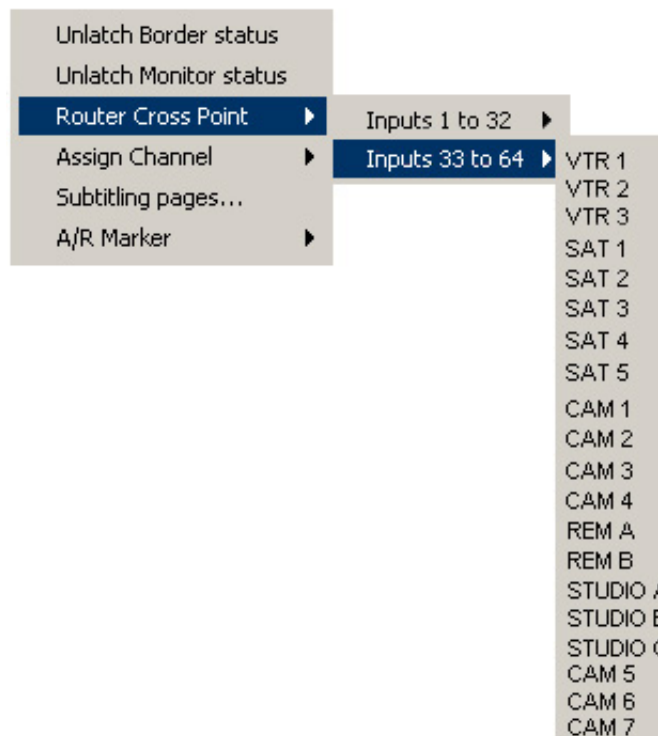 Unlatch Border status
Unlatch Monitor status
Router Cross Point
Assign Channel
Subtitling pages...
A/R Marker
Inputs 1 to 32
Inputs 33 to 64
VTR 1
VTR 2
VTR 3
SAT 1
SAT 2
SAT 3
SAT 4
SAT 5
CAM 1
CAM 2
CAM 3
CAM 4
REM A
REM B
STUDIO A
STUDIO
STUDIO
CAM 5
CAM 6
CAM 7